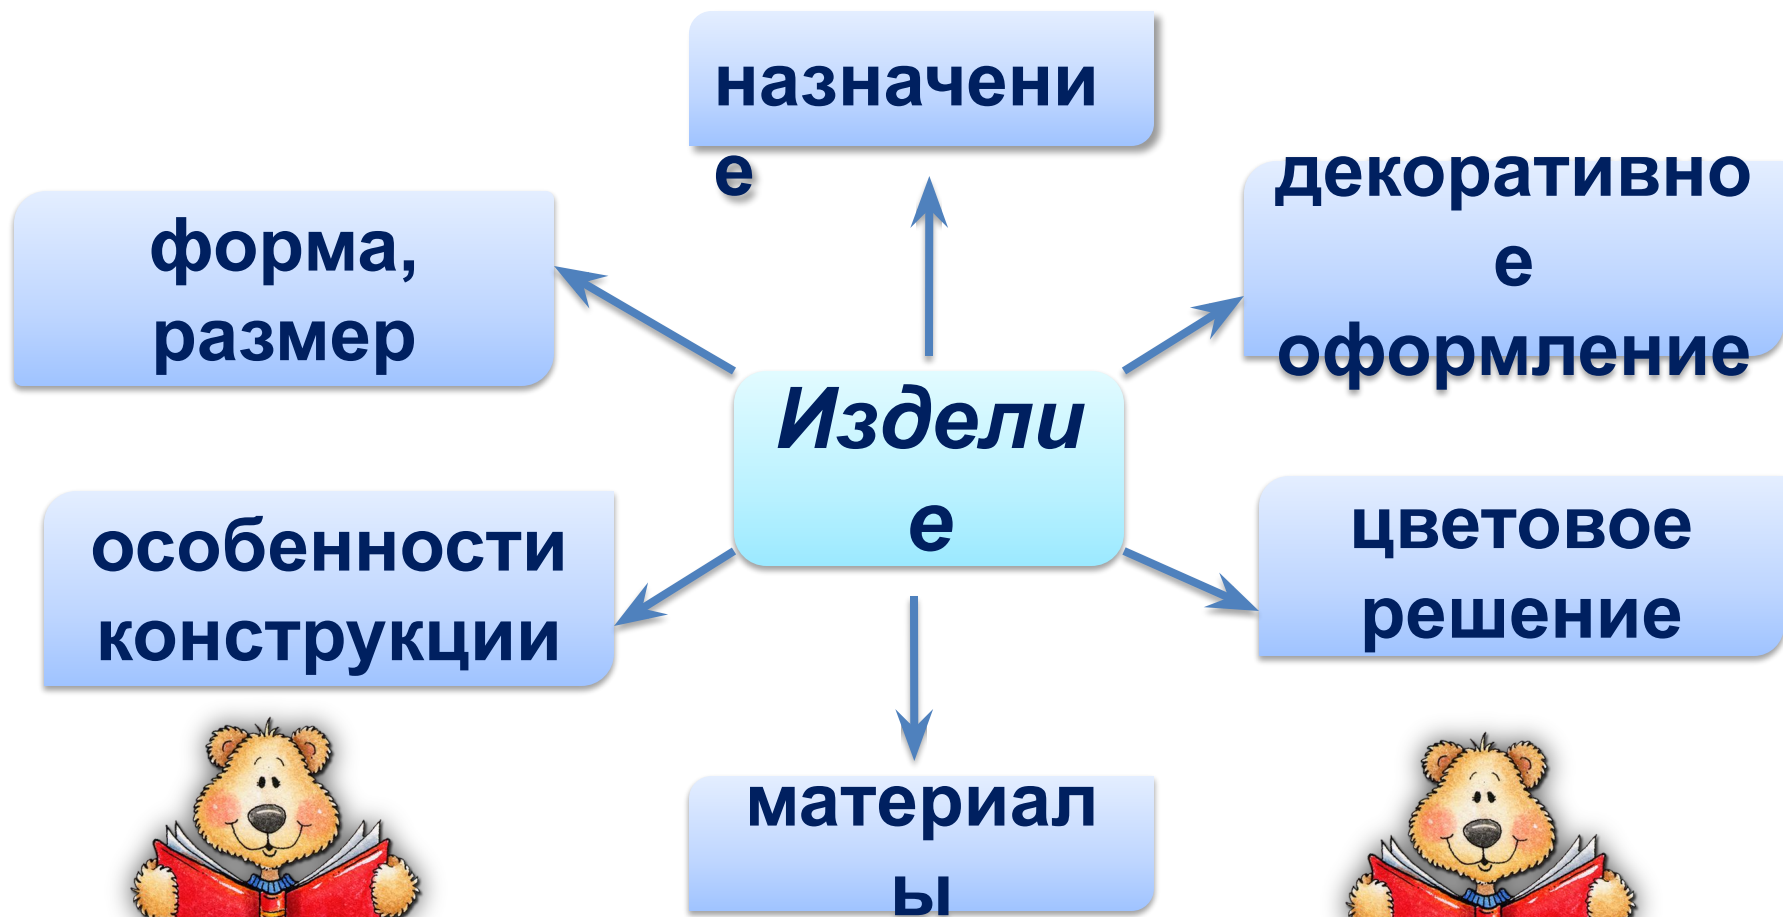 назначени
е
декоративно
е
оформление
форма,
размер
Издели
е
особенности
конструкции
цветовое
решение
материал
ы